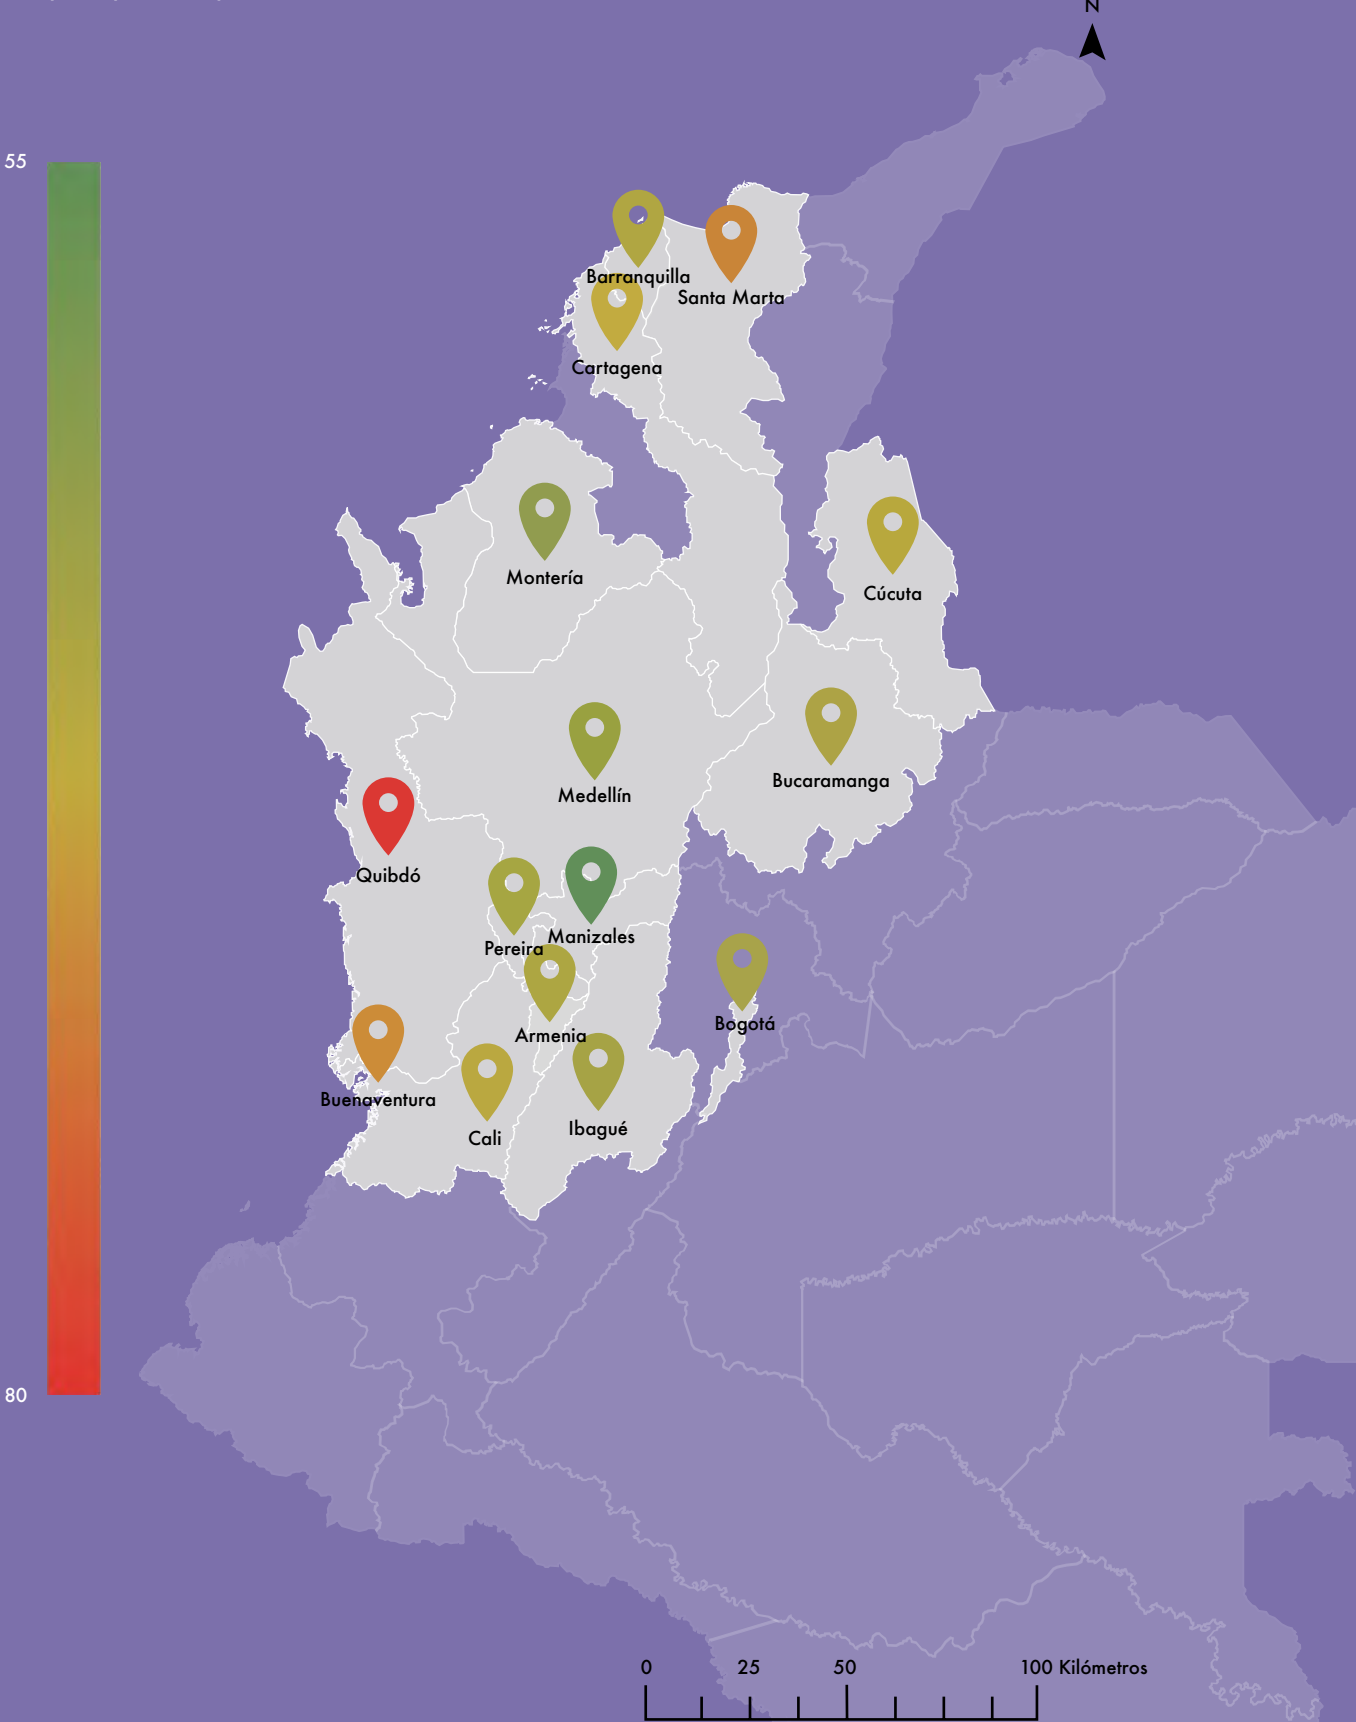 N
55
Barranquilla
Santa Marta
Cartagena
Montería
Cúcuta
Medellín
Bucaramanga
Quibdó
Manizales
Pereira
Bogotá
Armenia
Buenaventura
Ibagué
Cali
80
0 25 50 100 Kilómetros